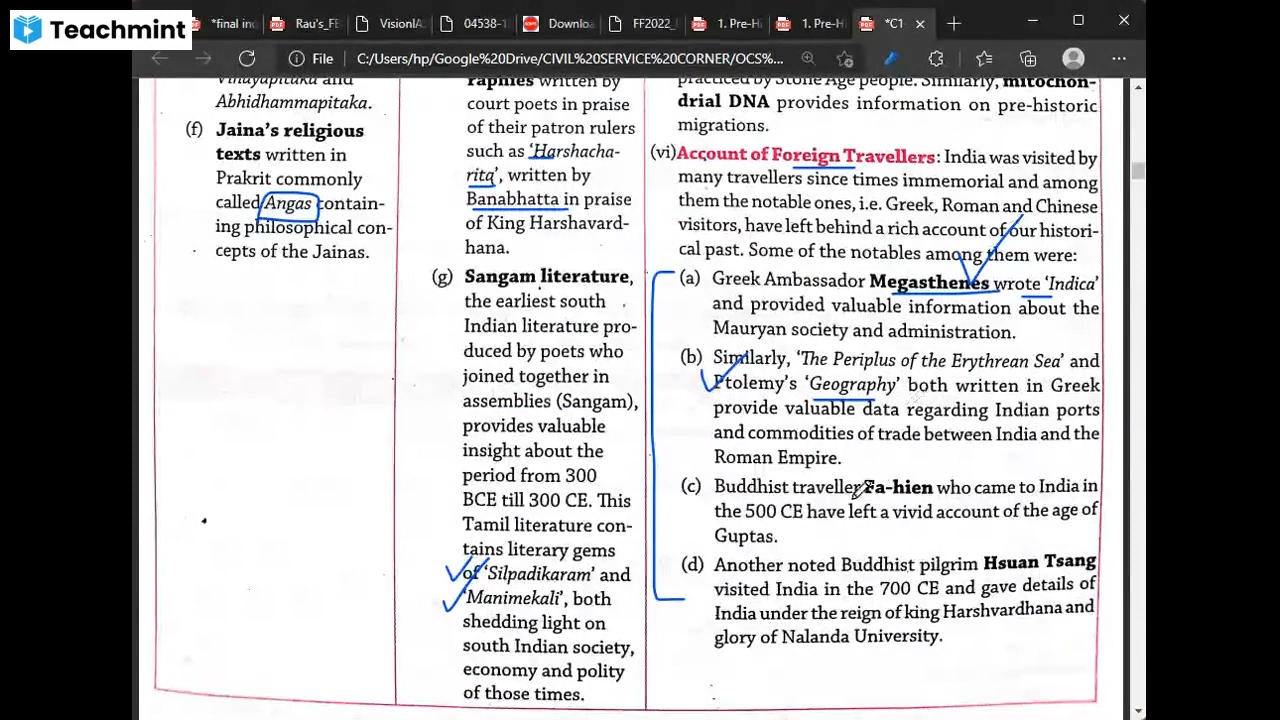 Teachmint
*final inc
Rau's_FE
VisionIA
04538-1
Downloa
FF2022_
1. Pre-Hi
1. Pre-H
*C1
File
C:/Users/hp/Google%20Drive/CIVIL%20SERVICE%20CORNER/OCS%...
Vinayapitaka and
Abhidhammapitaka.
(f) Jaina's religious
texts written in
Prakrit commonly
called Angas contain-
ing philosophical con-
cepts of the Jainas.
raphies written by
court poets in praise
of their patron rulers
such as 'Harshacha-
rita', written by
Banabhatta in praise
of King Harshavard-
hana.
(g) Sangam literature,
the earliest south
Indian literature pro-
duced by poets who
joined together in
assemblies (Sangam),
provides valuable
insight about the
period from 300
BCE till 300 CE. This
Tamil literature con-
tains literary gems
of 'Silpadikaram' and
'Manimekali', both
shedding light on
south Indian society,
economy and polity
of those times.
practiced by Stone Age people. Similarly, mitochon-
drial DNA provides information on pre-historic
migrations.
(vi) Account of Foreign Travellers: India was visited by
many travellers since times immemorial and among
them the notable ones, i.e. Greek, Roman and Chinese
visitors, have left behind a rich account of our histori-
cal past. Some of the notables among them were:
(a) Greek Ambassador Megasthenes wrote 'Indica'
and provided valuable information about the
Mauryan society and administration.
(b) Similarly, 'The Periplus of the Erythrean Sea' and
Ptolemy's 'Geography' both written in Greek
provide valuable data regarding Indian ports
and commodities of trade between India and the
Roman Empire.
(c) Buddhist traveller Fa-hien who came to India in
the 500 CE have left a vivid account of the age of
Guptas.
(d) Another noted Buddhist pilgrim Hsuan Tsang
visited India in the 700 CE and gave details of
India under the reign of king Harshvardhana and
glory of Nalanda University.